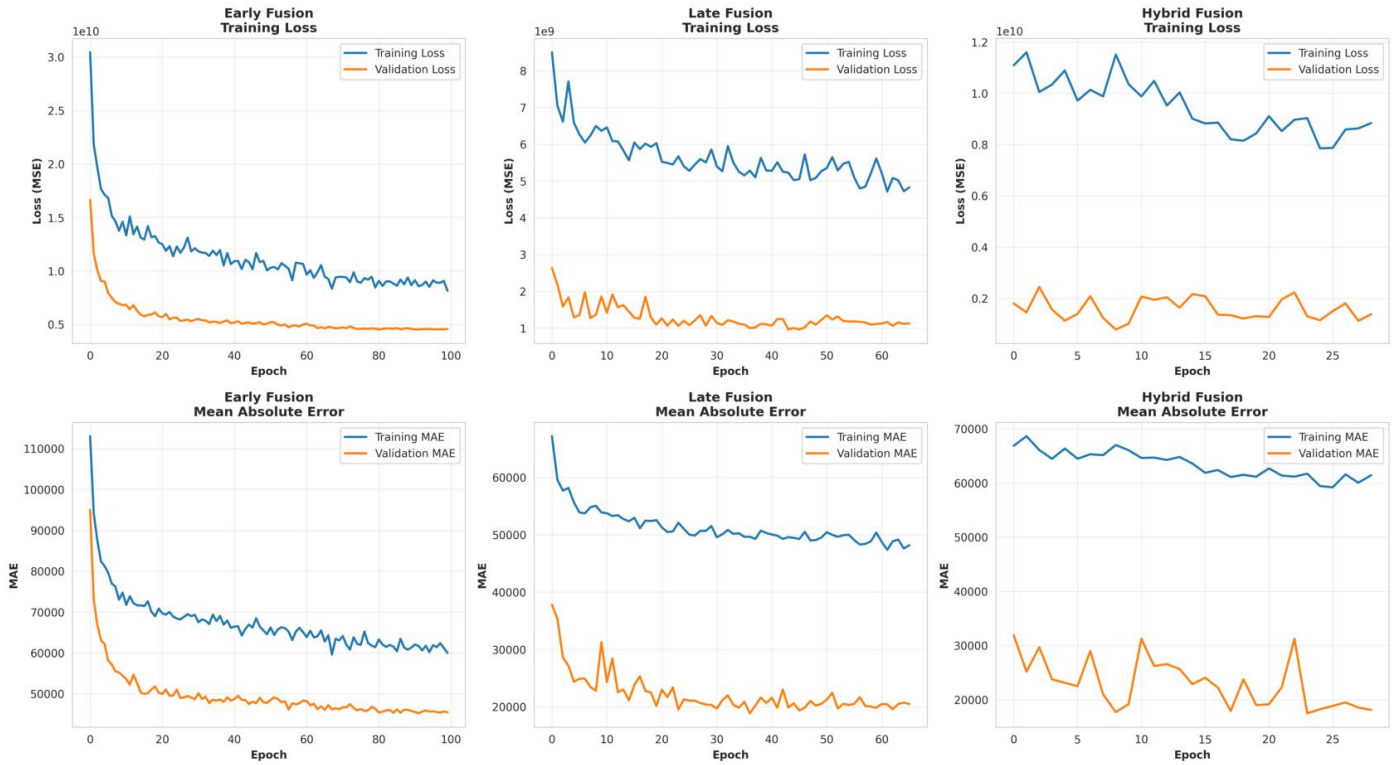 Early Fusion
Training Loss
1e10
Training Loss
Validation Loss
3.0
2.5
2.0
1.5
1.0
0.5
Loss (MSE)
0
20
40
60
80
100
Epoch
Late Fusion
Training Loss
1e9
Training Loss
Validation Loss
8
7
6
5
4
3
2
1
Loss (MSE)
0
10
20
30
40
50
60
Epoch
Hybrid Fusion
Training Loss
1e10
Training Loss
Validation Loss
1.2
1.0
0.8
0.6
0.4
0.2
Loss (MSE)
0
5
10
15
20
25
Epoch
Early Fusion
Mean Absolute Error
Training MAE
Validation MAE
110000
100000
90000
80000
70000
60000
50000
MAE
0
20
40
60
80
100
Epoch
Late Fusion
Mean Absolute Error
Training MAE
Validation MAE
60000
50000
40000
30000
20000
MAE
0
10
20
30
40
50
60
Epoch
Hybrid Fusion
Mean Absolute Error
Training MAE
Validation MAE
70000
60000
50000
40000
30000
20000
MAE
0
5
10
15
20
25
Epoch